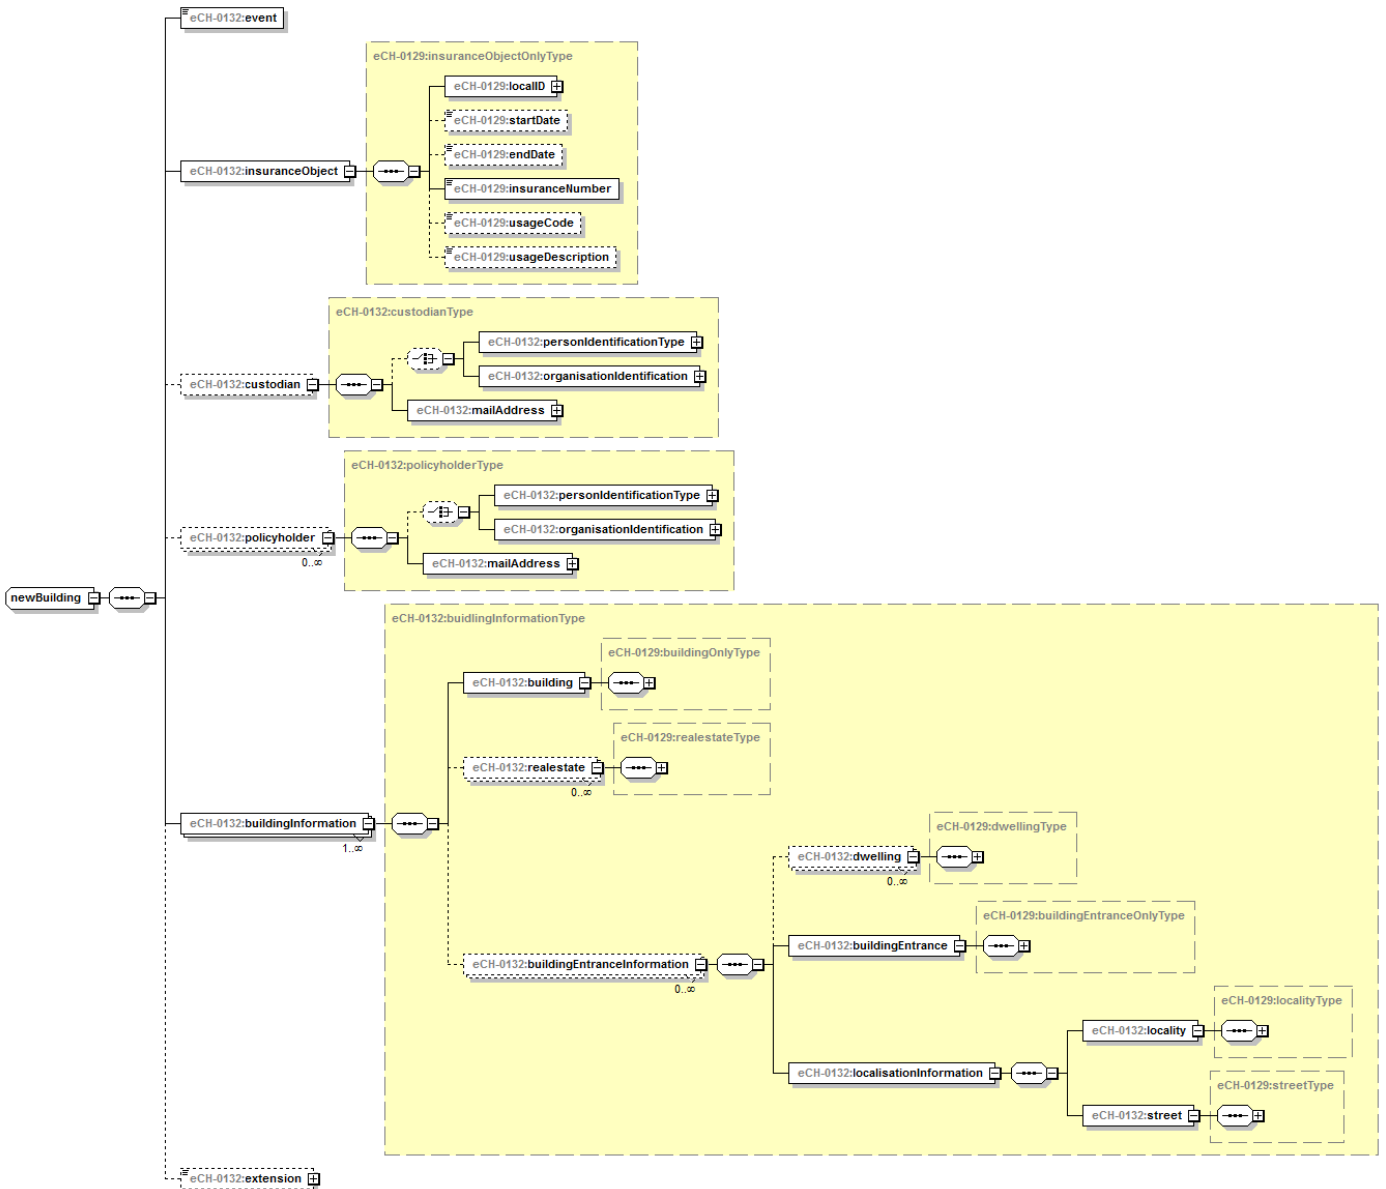 eCH-0132:event
eCH-0129:insuranceObjectOnlyType
eCH-0129:localID
eCH-0129:startDate
eCH-0129:endDate
eCH-0132:insuranceObject
eCH-0129:insuranceNumber
eCH-0129:usageCode
eCH-0129:usageDescription
eCH-0132:custodianType
eCH-0132:personIdentificationType
eCH-0132:organisationIdentification
eCH-0132:custodian
eCH-0132:mailAddress
eCH-0132:policyholderType
eCH-0132:personIdentificationType
eCH-0132:organisationIdentification
eCH-0132:policyholder
0..∞
eCH-0132:mailAddress
newBuilding
eCH-0132:buidlingInformationType
eCH-0129:buildingOnlyType
eCH-0132:building
eCH-0129:realestateType
eCH-0132:realestate
0..∞
eCH-0132:buildingInformation
1..∞
eCH-0129:dwellingType
eCH-0132:dwelling
0..∞
eCH-0129:buildingEntranceOnlyType
eCH-0132:buildingEntrance
eCH-0132:buildingEntranceInformation
0..∞
eCH-0129:localityType
eCH-0132:locality
eCH-0132:localisationInformation
eCH-0129:streetType
eCH-0132:street
eCH-0132:extension